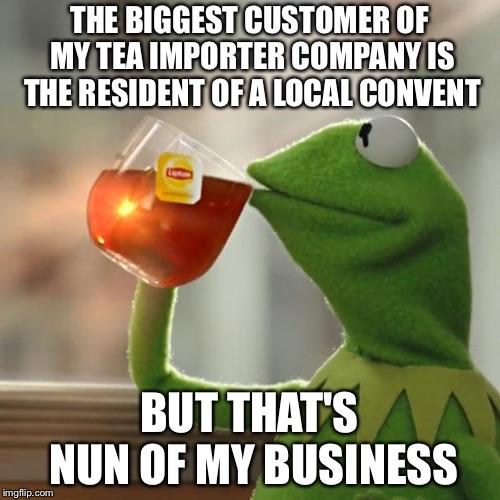 THE BIGGEST CUSTOMER OF
MY TEA IMPORTER COMPANY IS
THE RESIDENT OF A LOCAL CONVENT
Lipton
BUT THAT'S
NUN OF MY BUSINESS
imgflip.com